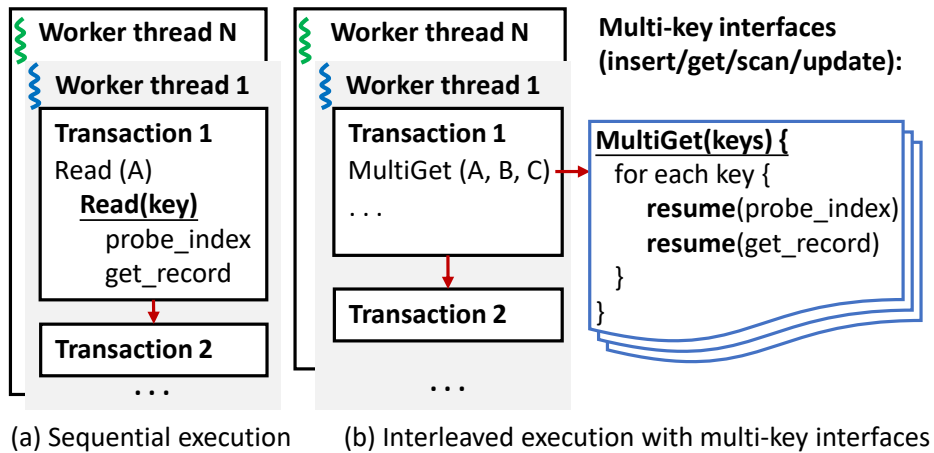 Worker thread N
Worker thread 1
Transaction 1
Read (A)
Read(key)
probe_index
get_record
Transaction 2
. . .
(a) Sequential execution
Worker thread N
Worker thread 1
Transaction 1
MultiGet (A, B, C)
. . .
Transaction 2
. . .
Multi-key interfaces
(insert/get/scan/update):
MultiGet(keys) {
for each key {
resume(probe_index)
resume(get_record)
}
}
(b) Interleaved execution with multi-key interfaces